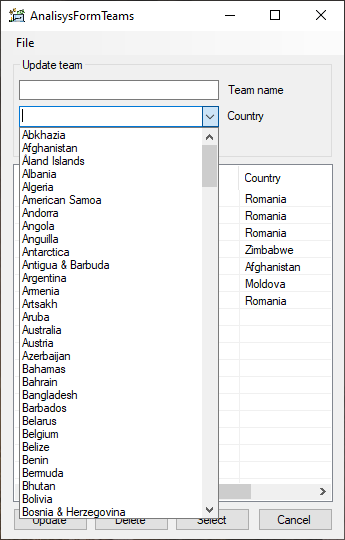 AnalisysFormTeams
File
Update team
Team name
Country
Abkhazia
Afghanistan
Åland Islands
Albania
Algeria
American Samoa
Andorra
Angola
Anguilla
Antarctica
Antigua & Barbuda
Argentina
Armenia
Artsakh
Aruba
Australia
Austria
Azerbaijan
Bahamas
Bahrain
Bangladesh
Barbados
Belarus
Belgium
Belize
Benin
Bermuda
Bhutan
Bolivia
Bosnia & Herzegovina
Country
Romania
Romania
Romania
Zimbabwe
Afghanistan
Moldova
Romania
Update
Delete
Select
Cancel